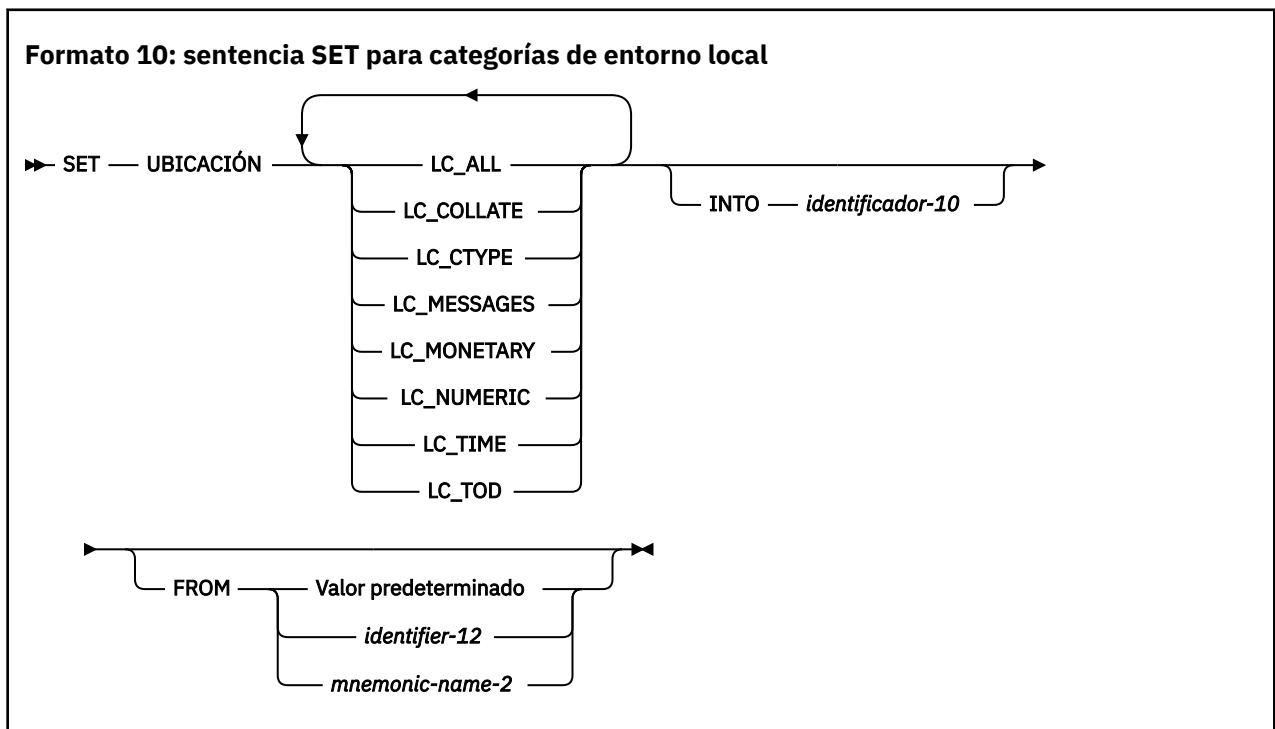 Formato 10: sentencia SET para categorías de entorno local
SET UBICACIÓN LC_ALL
LC_COLLATE
INTO identificador-10
LC_CTYPE
LC_MESSAGES
LC_MONETARY
LC_NUMERIC
LC_TIME
LC_TOD
FROM Valor predeterminado
identifier-12
mnemonic-name-2